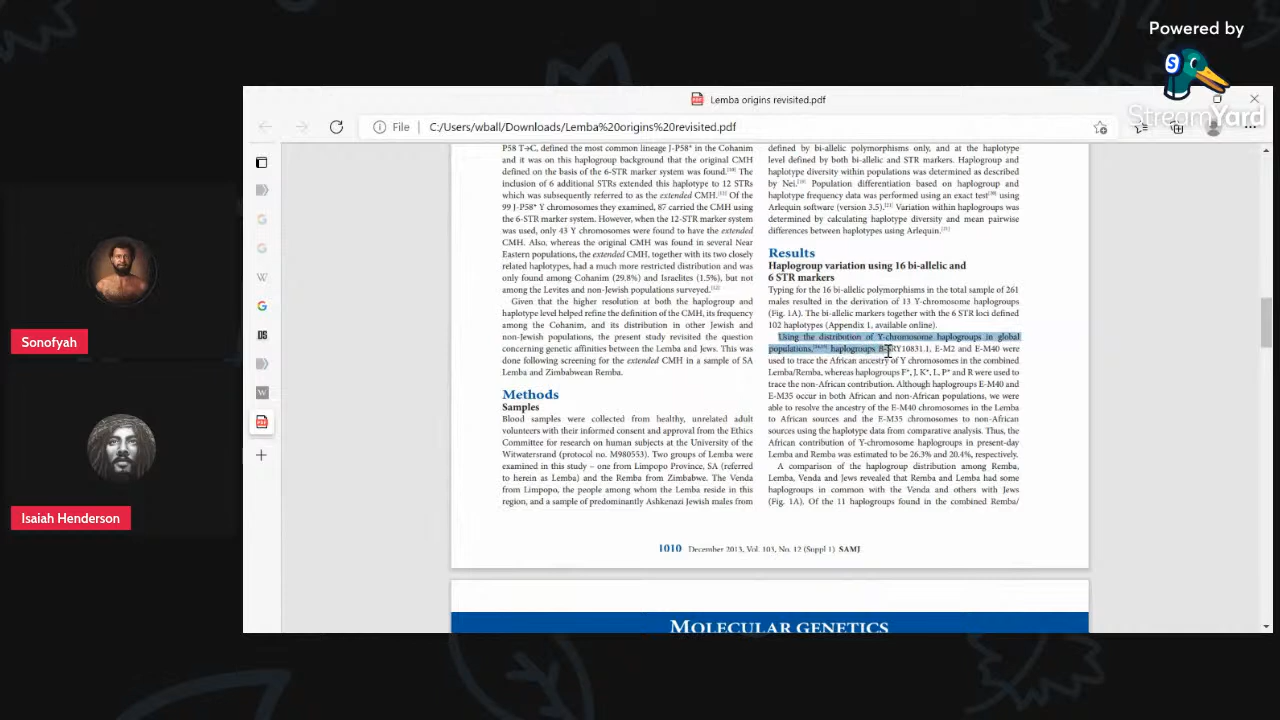 Powered by
StreamYard
Lemba origins revisited.pdf
File
C:/Users/wball/Downloads/Lemba%20origins%20revisited.pdf
Sonofyah
Isaiah Henderson
P58 T→C, defined the most common lineage J-P58* in the Cohanim
and it was on this haplogroup background that the original CMH
defined on the basis of the 6-STR marker system was found. The
inclusion of 6 additional STRs extended this haplotype to 12 STRs
which was subsequently referred to as the extended CMH. Of the
99 J-P58* Y chromosomes they examined, 87 carried the CMH using
the 6-STR marker system. However, when the 12-STR marker system
was used, only 43 Y chromosomes were found to have the extended
CMH. Also, whereas the original CMH was found in several Near
Eastern populations, the extended CMH, together with its two closely
related haplotypes, had a much more restricted distribution and was
only found among Cohanim (29.8%) and Israelites (1.5%), but not
among the Levites and non-Jewish populations surveyed.
Given that the higher resolution at both the haplogroup and
haplotype level helped refine the definition of the CMH, its frequency
among the Cohanim, and its distribution in other Jewish and
non-Jewish populations, the present study revisited the question
concerning genetic affinities between the Lemba and Jews. This was
done following screening for the extended CMH in a sample of SA
Lemba and Zimbabwean Remba.
Methods
Samples
Blood samples were collected from healthy, unrelated adult
volunteers with their informed consent and approval from the Ethics
Committee for research on human subjects at the University of the
Witwatersrand (protocol no. M980553). Two groups of Lemba were
examined in this study – one from Limpopo Province, SA (referred
to herein as Lemba) and the Remba from Zimbabwe. The Venda
from Limpopo, the people among whom the Lemba reside in this
region, and a sample of predominantly Ashkenazi Jewish males from
defined by bi-allelic polymorphisms only, and at the haplotype
level defined by both bi-allelic and STR markers. Haplogroup and
haplotype diversity within populations was determined as described
by Nei. Population differentiation based on haplogroup and
haplotype frequency data was performed using an exact test using
Arlequin software (version 3.5). Variation within haplogroups was
determined by calculating haplotype diversity and mean pairwise
differences between haplotypes using Arlequin.
Results
Haplogroup variation using 16 bi-allelic and
6 STR markers
Typing for the 16 bi-allelic polymorphisms in the total sample of 261
males resulted in the derivation of 13 Y-chromosome haplogroups
(Fig. 1A). The bi-allelic markers together with the 6 STR loci defined
102 haplotypes (Appendix 1, available online).
Using the distribution of Y-chromosome haplogroups in global
populations, haplogroups RY10831.1, E-M2 and E-M40 were
used to trace the African ancestry of Y chromosomes in the combined
Lemba/Remba, whereas haplogroups F*, J, K*, L, P* and R were used to
trace the non-African contribution. Although haplogroups E-M40 and
E-M35 occur in both African and non-African populations, we were
able to resolve the ancestry of the E-M40 chromosomes in the Lemba
to African sources and the E-M35 chromosomes to non-African
sources using the haplotype data from comparative analysis. Thus, the
African contribution of Y-chromosome haplogroups in present-day
Lemba and Remba was estimated to be 26.3% and 20.4%, respectively.
A comparison of the haplogroup distribution among Remba,
Lemba, Venda and Jews revealed that Remba and Lemba had some
haplogroups in common with the Venda and others with Jews
(Fig. 1A). Of the 11 haplogroups found in the combined Remba/
1010 December 2013, Vol. 103, No. 12 (Suppl 1) SAMJ
MOLECULAR GENETICS